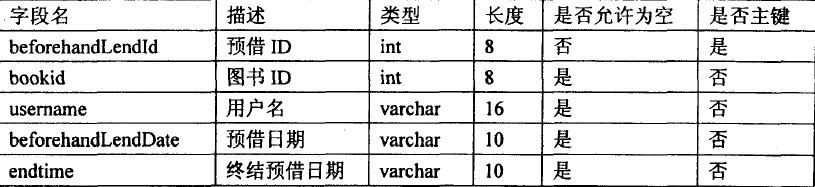 字段名 描述 类型 长度 是否允许为空 是否主键
beforehandLendId 预借 ID int 8 否 是
bookid 图书 ID int 8 是 否
username 用户名 varchar 16 是 否
beforehandLendDate 预借日期 varchar 10 是 否
endtime 终结预借日期 varchar 10 是 否